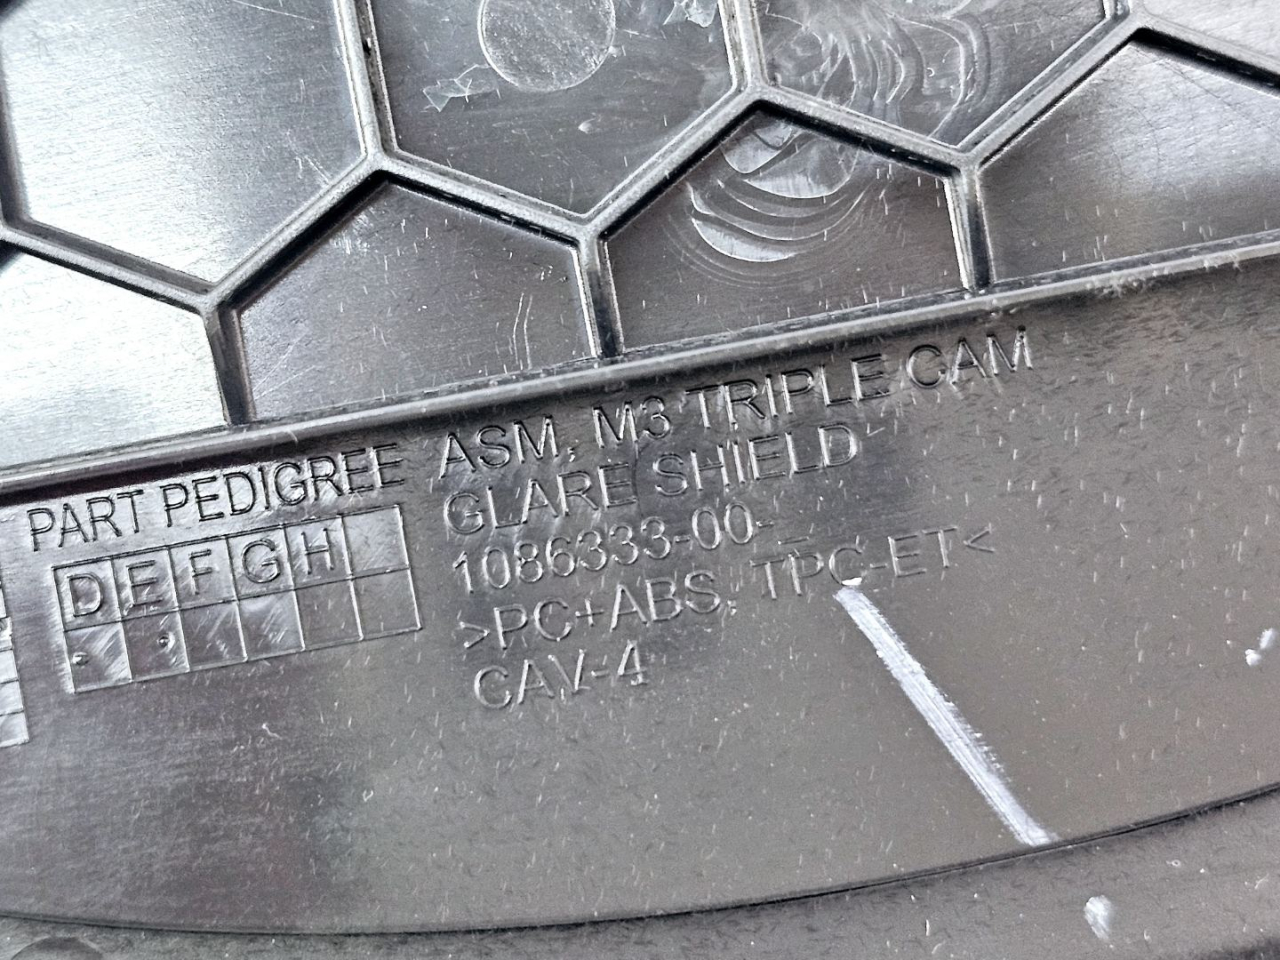 PART PEDIGREE
D E F G H
ASM, M3 TRIPLE CAM
GLARE SHIELD
1086333-00-_
>PC+ABS, TPC-ET<
CAV-4